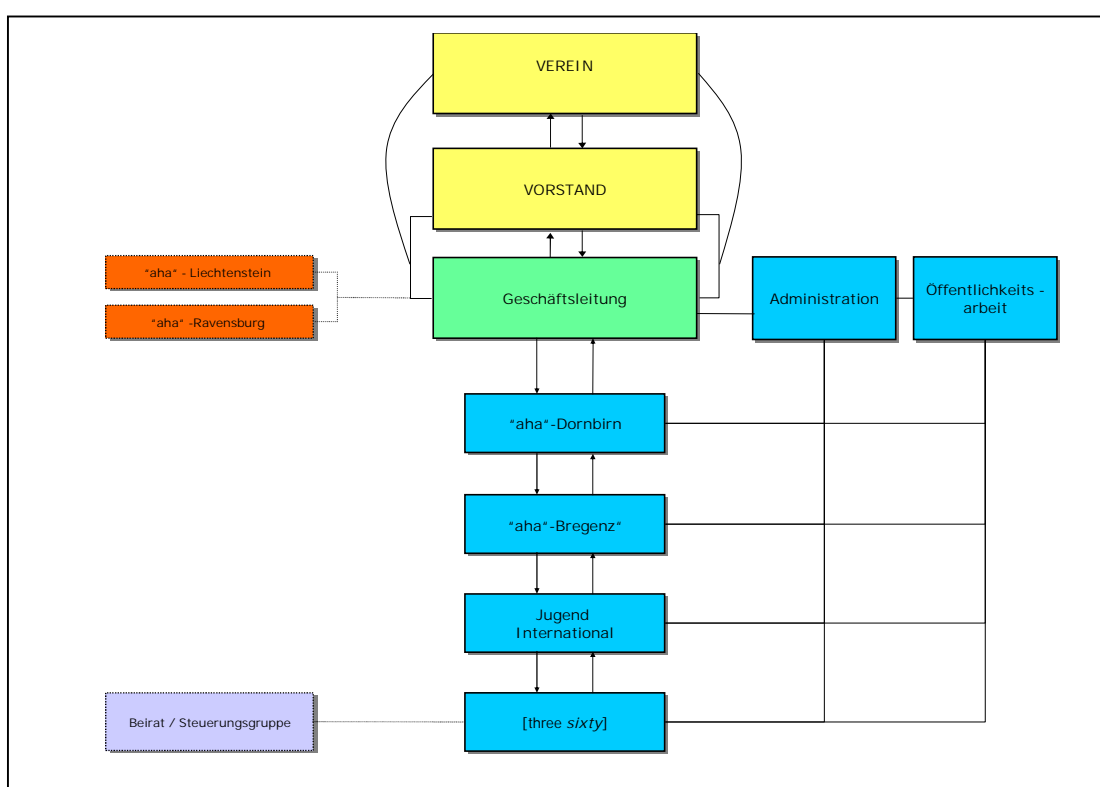 VEREIN
VORSTAND
"aha" - Liechtenstein
"aha" -Ravensburg
Geschäftsleitung
Administration
Öffentlichkeits -
arbeit
"aha"-Dornbirn
"aha"-Bregenz"
Jugend
International
Beirat / Steuerungsgruppe
[three sixty]